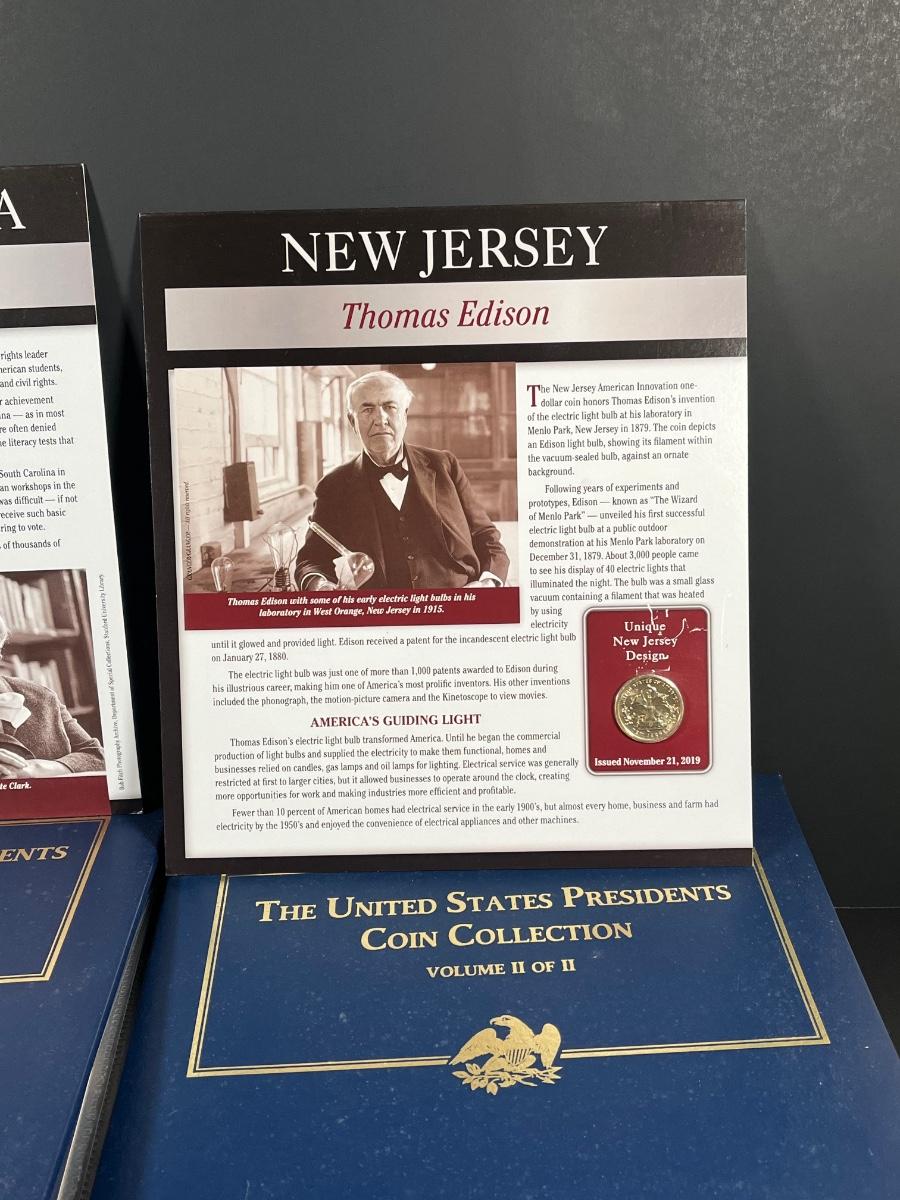 A
rights leader
merican students,
and civil rights.
r achievement
na — as in most
re often denied
e literacy tests that
South Carolina in
an workshops in the
was difficult — if not
receive such basic
ring to vote.
of thousands of
Bob Fitch Photography Archive, Department of Special Collections, Stanford University Library
te Clark.
ENTS
NEW JERSEY
Thomas Edison
The New Jersey American Innovation one-
dollar coin honors Thomas Edison's invention
of the electric light bulb at his laboratory in
Menlo Park, New Jersey in 1879. The coin depicts
an Edison light bulb, showing its filament within
the vacuum-sealed bulb, against an ornate
background.
Following years of experiments and
prototypes, Edison — known as "The Wizard
of Menlo Park" — unveiled his first successful
electric light bulb at a public outdoor
demonstration at his Menlo Park laboratory on
December 31, 1879. About 3,000 people came
to see his display of 40 electric lights that
illuminated the night. The bulb was a small glass
vacuum containing a filament that was heated
by using
electricity
Thomas Edison with some of his early electric light bulbs in his
laboratory in West Orange, New Jersey in 1915.
until it glowed and provided light. Edison received a patent for the incandescent electric light bulb
on January 27, 1880.
The electric light bulb was just one of more than 1,000 patents awarded to Edison during
his illustrious career, making him one of America's most prolific inventors. His other inventions
included the phonograph, the motion-picture camera and the Kinetoscope to view movies.
AMERICA'S GUIDING LIGHT
Thomas Edison's electric light bulb transformed America. Until he began the commercial
production of light bulbs and supplied the electricity to make them functional, homes and
businesses relied on candles, gas lamps and oil lamps for lighting. Electrical service was generally
restricted at first to larger cities, but it allowed businesses to operate around the clock, creating
more opportunities for work and making industries more efficient and profitable.
Fewer than 10 percent of American homes had electrical service in the early 1900's, but almost every home, business and farm had
electricity by the 1950's and enjoyed the convenience of electrical appliances and other machines.
Unique
New Jersey
Design
Issued November 21, 2019
THE UNITED STATES PRESIDENTS
COIN COLLECTION
VOLUME II OF II